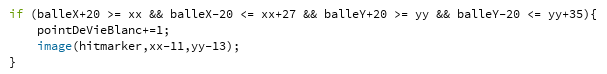 if (balleX+20 >= xx && balleX-20 <= xx+27 && balleY+20 >= yy && balleY-20 <= yy+35){
    pointDeVieBlanc+=1;
    image(hitmarker,xx-11,yy-13);
}